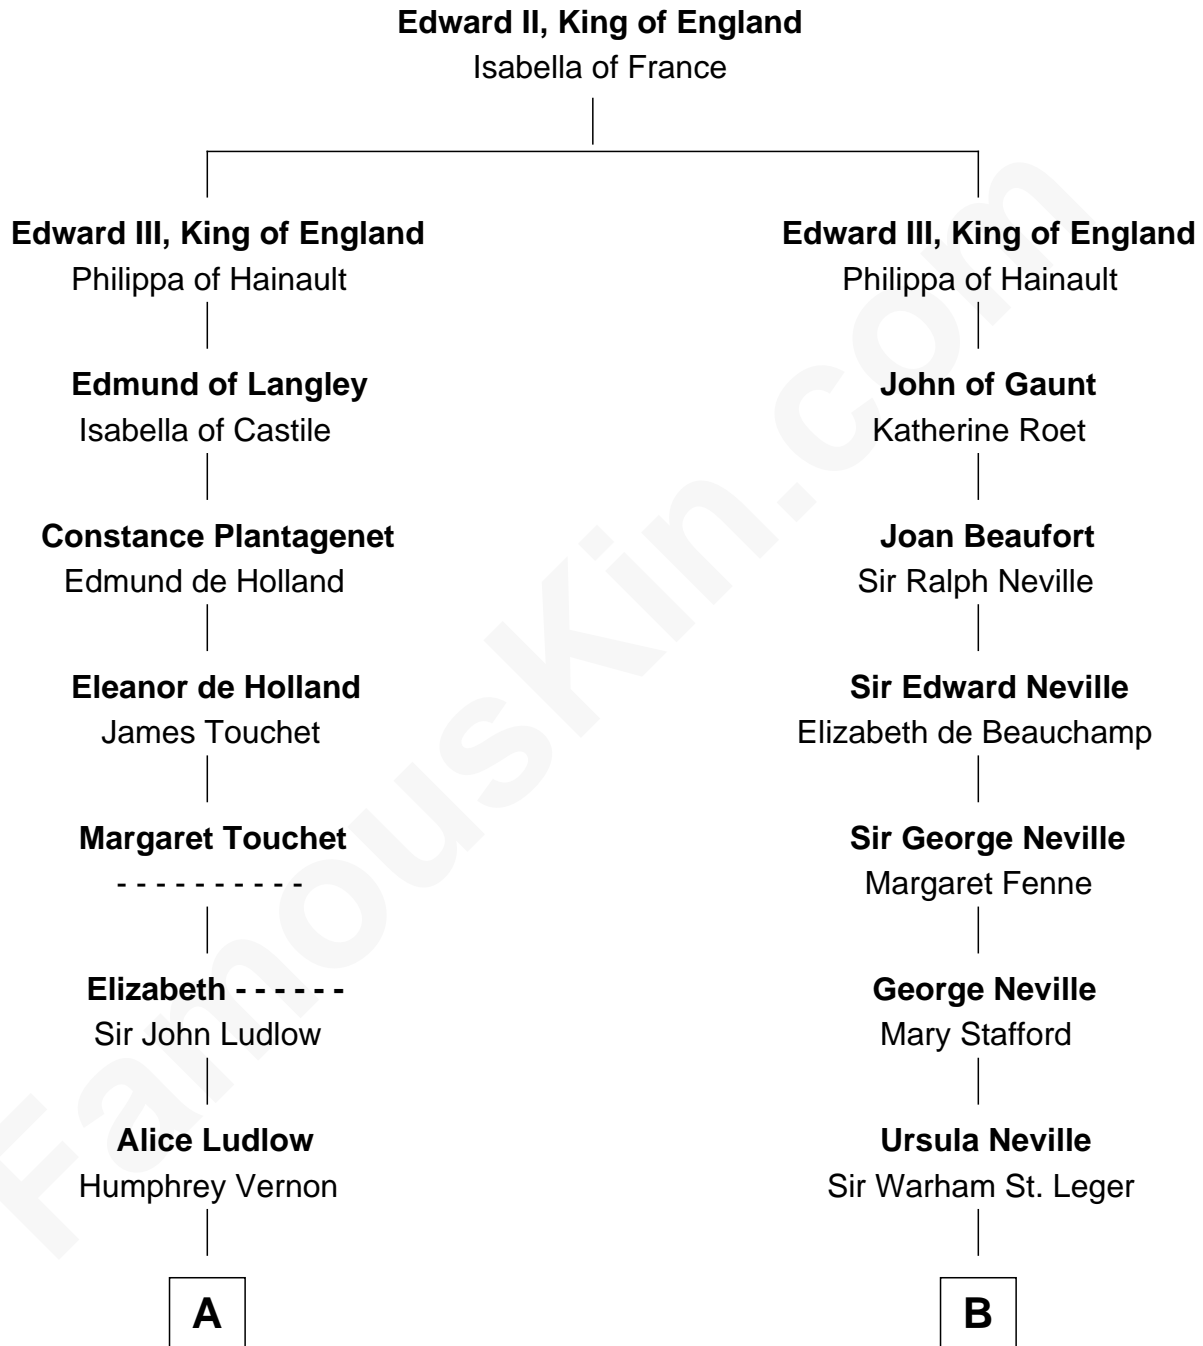 Edward II, King of England
Isabella of France
Edward III, King of England
Philippa of Hainault
Edward III, King of England
Philippa of Hainault
Edmund of Langley
Isabella of Castile
John of Gaunt
Katherine Roet
Constance Plantagenet
Edmund de Holland
Joan Beaufort
Sir Ralph Neville
Eleanor de Holland
James Touchet
Sir Edward Neville
Elizabeth de Beauchamp
Margaret Touchet
- - - - - - - - - -
Sir George Neville
Margaret Fenne
Elizabeth - - - - - -
Sir John Ludlow
George Neville
Mary Stafford
Alice Ludlow
Humphrey Vernon
Ursula Neville
Sir Warham St. Leger
A
B
FamousKin.com